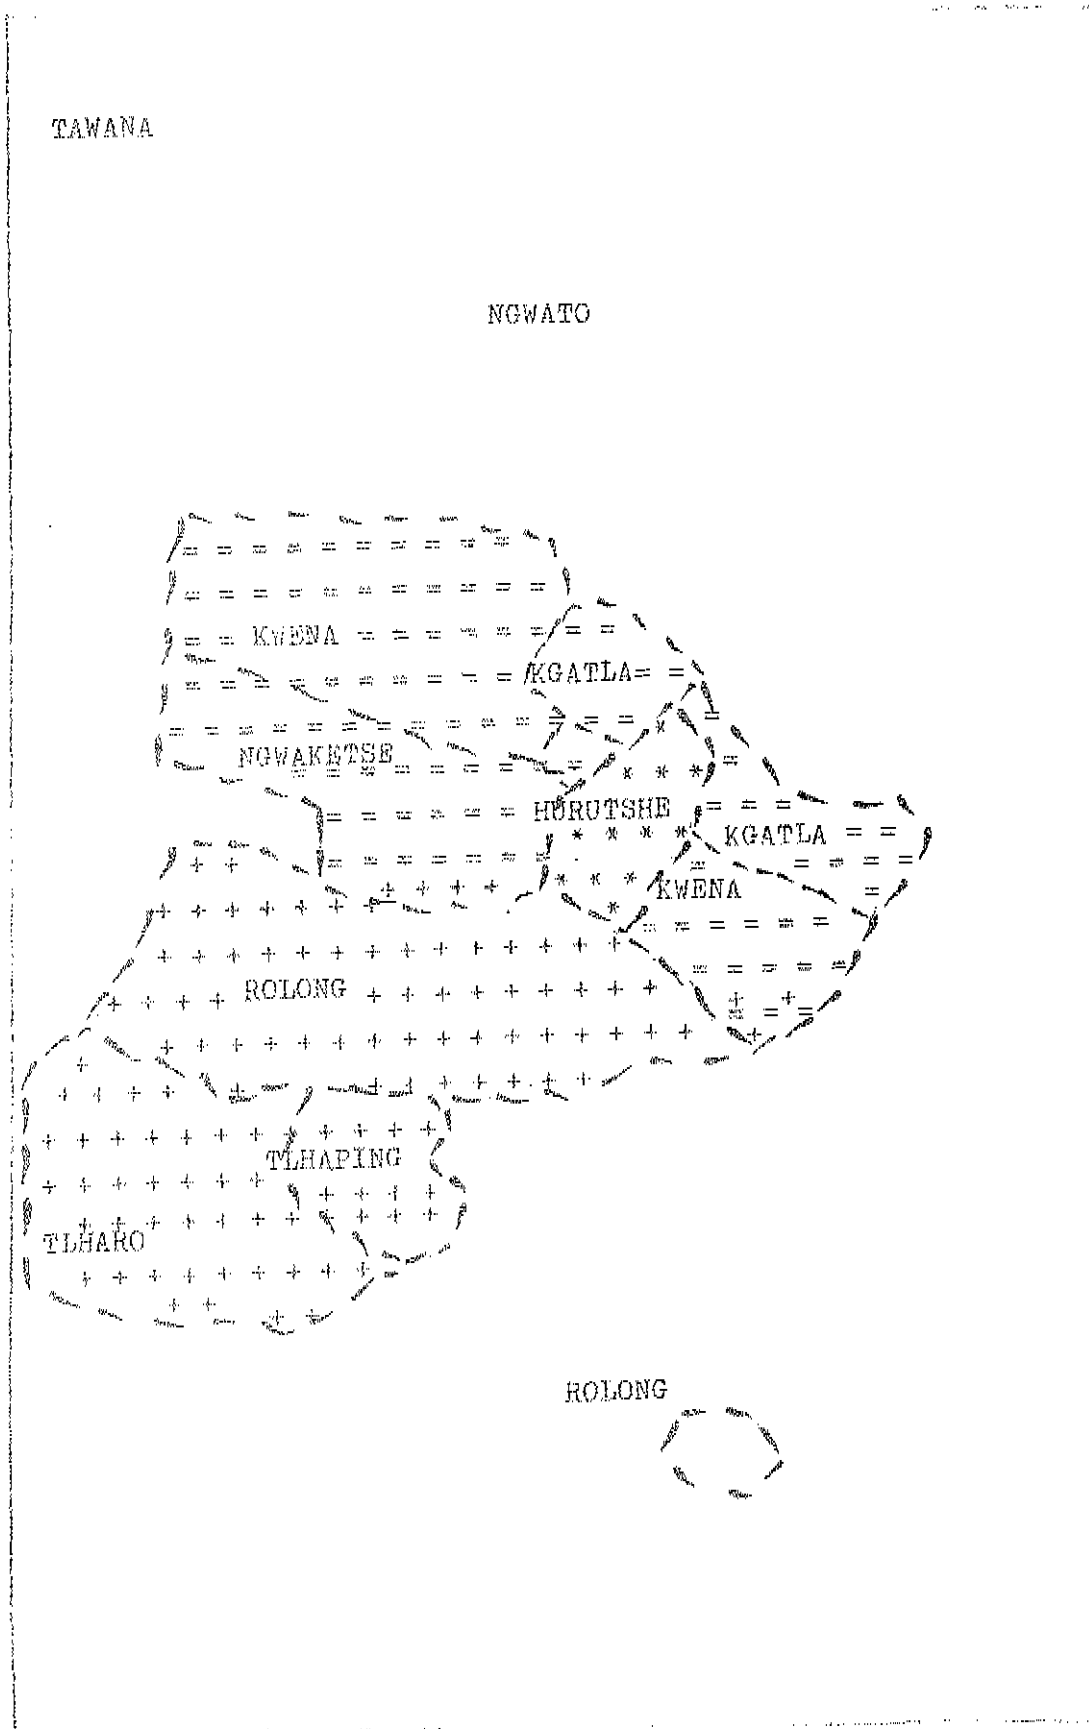 TAWANA
NGWATO
KWENA
KGATLA
NGWAKETSE
HURUTSHE
KGATLA
KWENA
ROLONG
TLHAPING
TLHARO
ROLONG